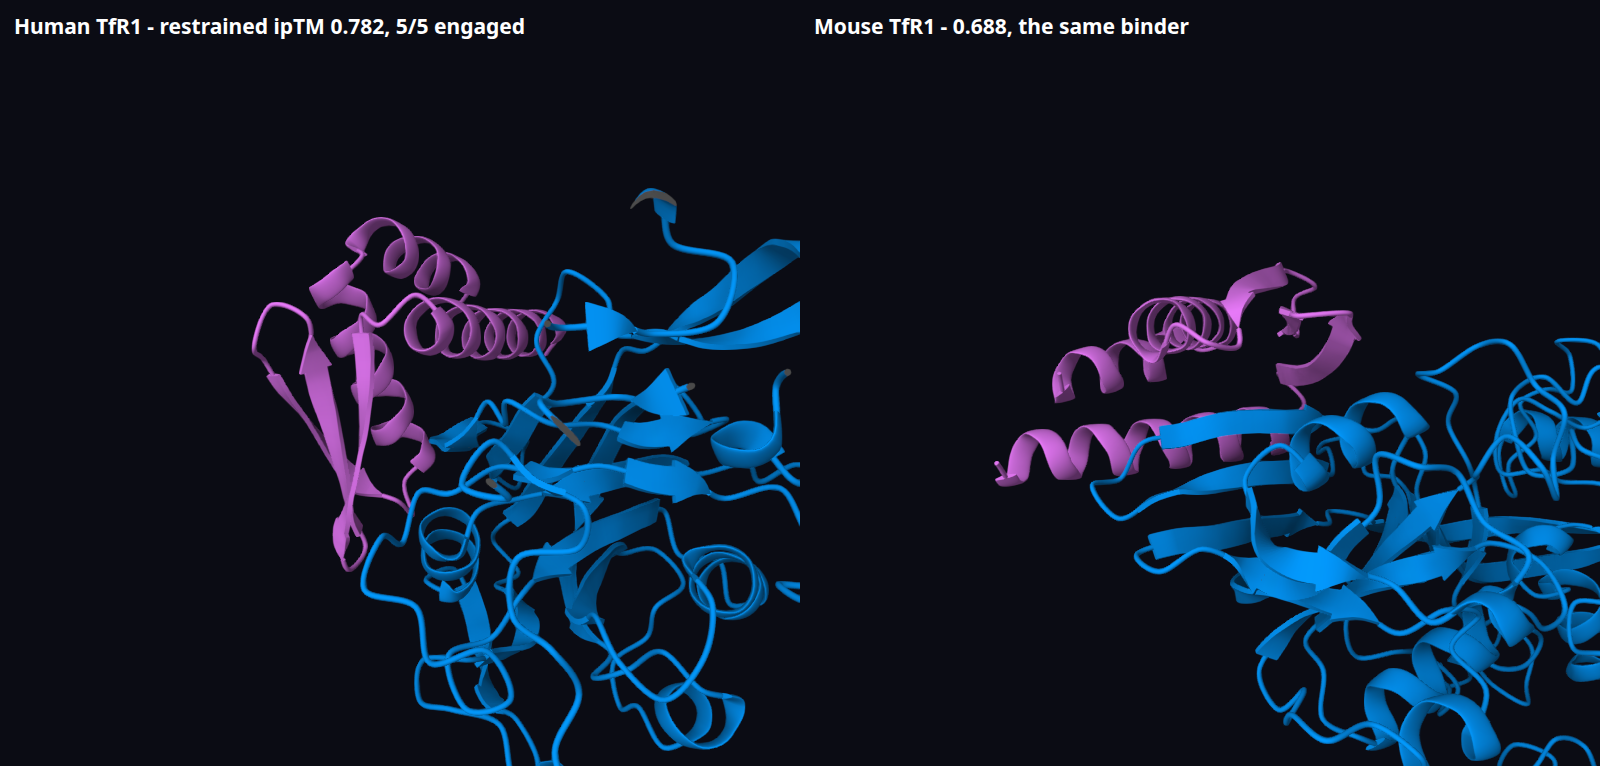 Human TfR1 - restrained ipTM 0.782, 5/5 engaged
Mouse TfR1 - 0.688, the same binder